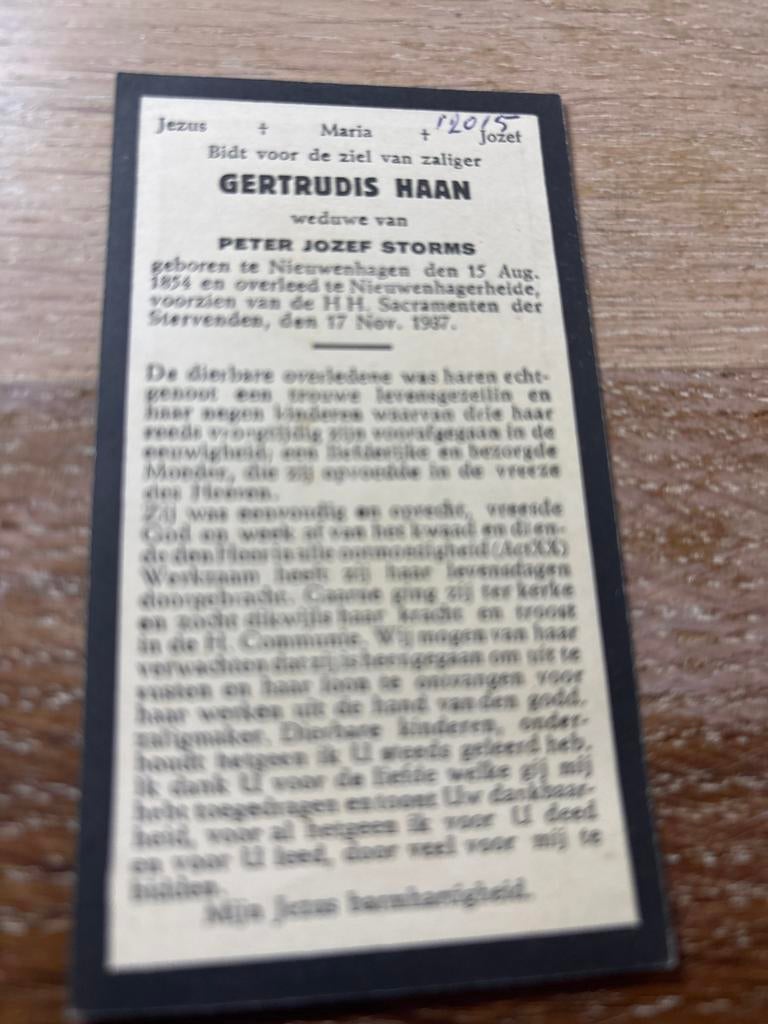 Jezus † Maria † Jozef
12015
Bidt voor de ziel van zaliger
GERTRUDIS HAAN
weduwe van
PETER JOZEF STORMS
geboren te Nieuwenhagen den 15 Aug.
1854 en overleed te Nieuwenhagerheide,
voorzien van de H H. Sacramenten der
Stervenden, den 17 Nov. 1937.
De dierbare overledene was haren echt-
genoot een trouwe levensgezellin en
haar negen kinderen waarvan drie haar
reeds vroegtijdig zijn voorafgegaan in de
eeuwigheid, een liefderijke en bezorgde
Moeder, die zij opvoedde in de vreeze
des Heeren.
Zij was eenvoudig en oprecht, vreesde
God en week af van het kwaad en dien-
de den Heer in alle ootmoedigheid (Act XX)
Werkzaam heeft zij haar levensdagen
doorgebracht. Gaarne ging zij ter kerke
en zocht dikwijls haar kracht en troost
in de H. Communie. Wij mogen van haar
verwachten dat zij is heengegaan om uit te
rusten en haar loon te ontvangen voor
haar werken uit de hand van den godd.
zaligmaker. Dierbare kinderen, onder-
houdt hetgeen ik U steeds geleerd heb.
Ik dank U voor de liefde welke gij mij
hebt toegedragen en toont Uw dankbaar-
heid, voor al hetgeen ik voor U deed
en voor U leed, door veel voor mij te
bidden.
Mijn Jezus barmhartigheid.